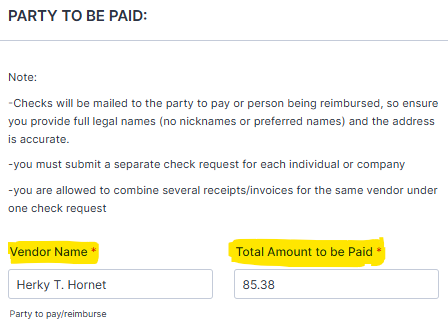 PARTY TO BE PAID:
Note:
-Checks will be mailed to the party to pay or person being reimbursed, so ensure
you provide full legal names (no nicknames or preferred names) and the address
is accurate.
-you must submit a separate check request for each individual or company
-you are allowed to combine several receipts/invoices for the same vendor under
one check request
Vendor Name * Total Amount to be Paid *
Herky T. Hornet 85.38
Party to pay/reimburse